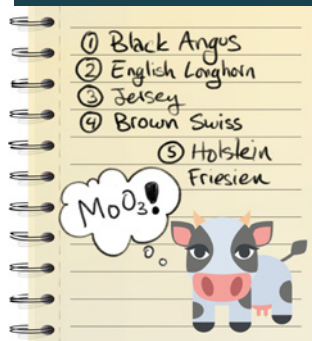 ① Black Angus
② English Longhorn
③ Jersey
④ Brown Swiss
⑤ Holstein
Friesien
MoO₃!